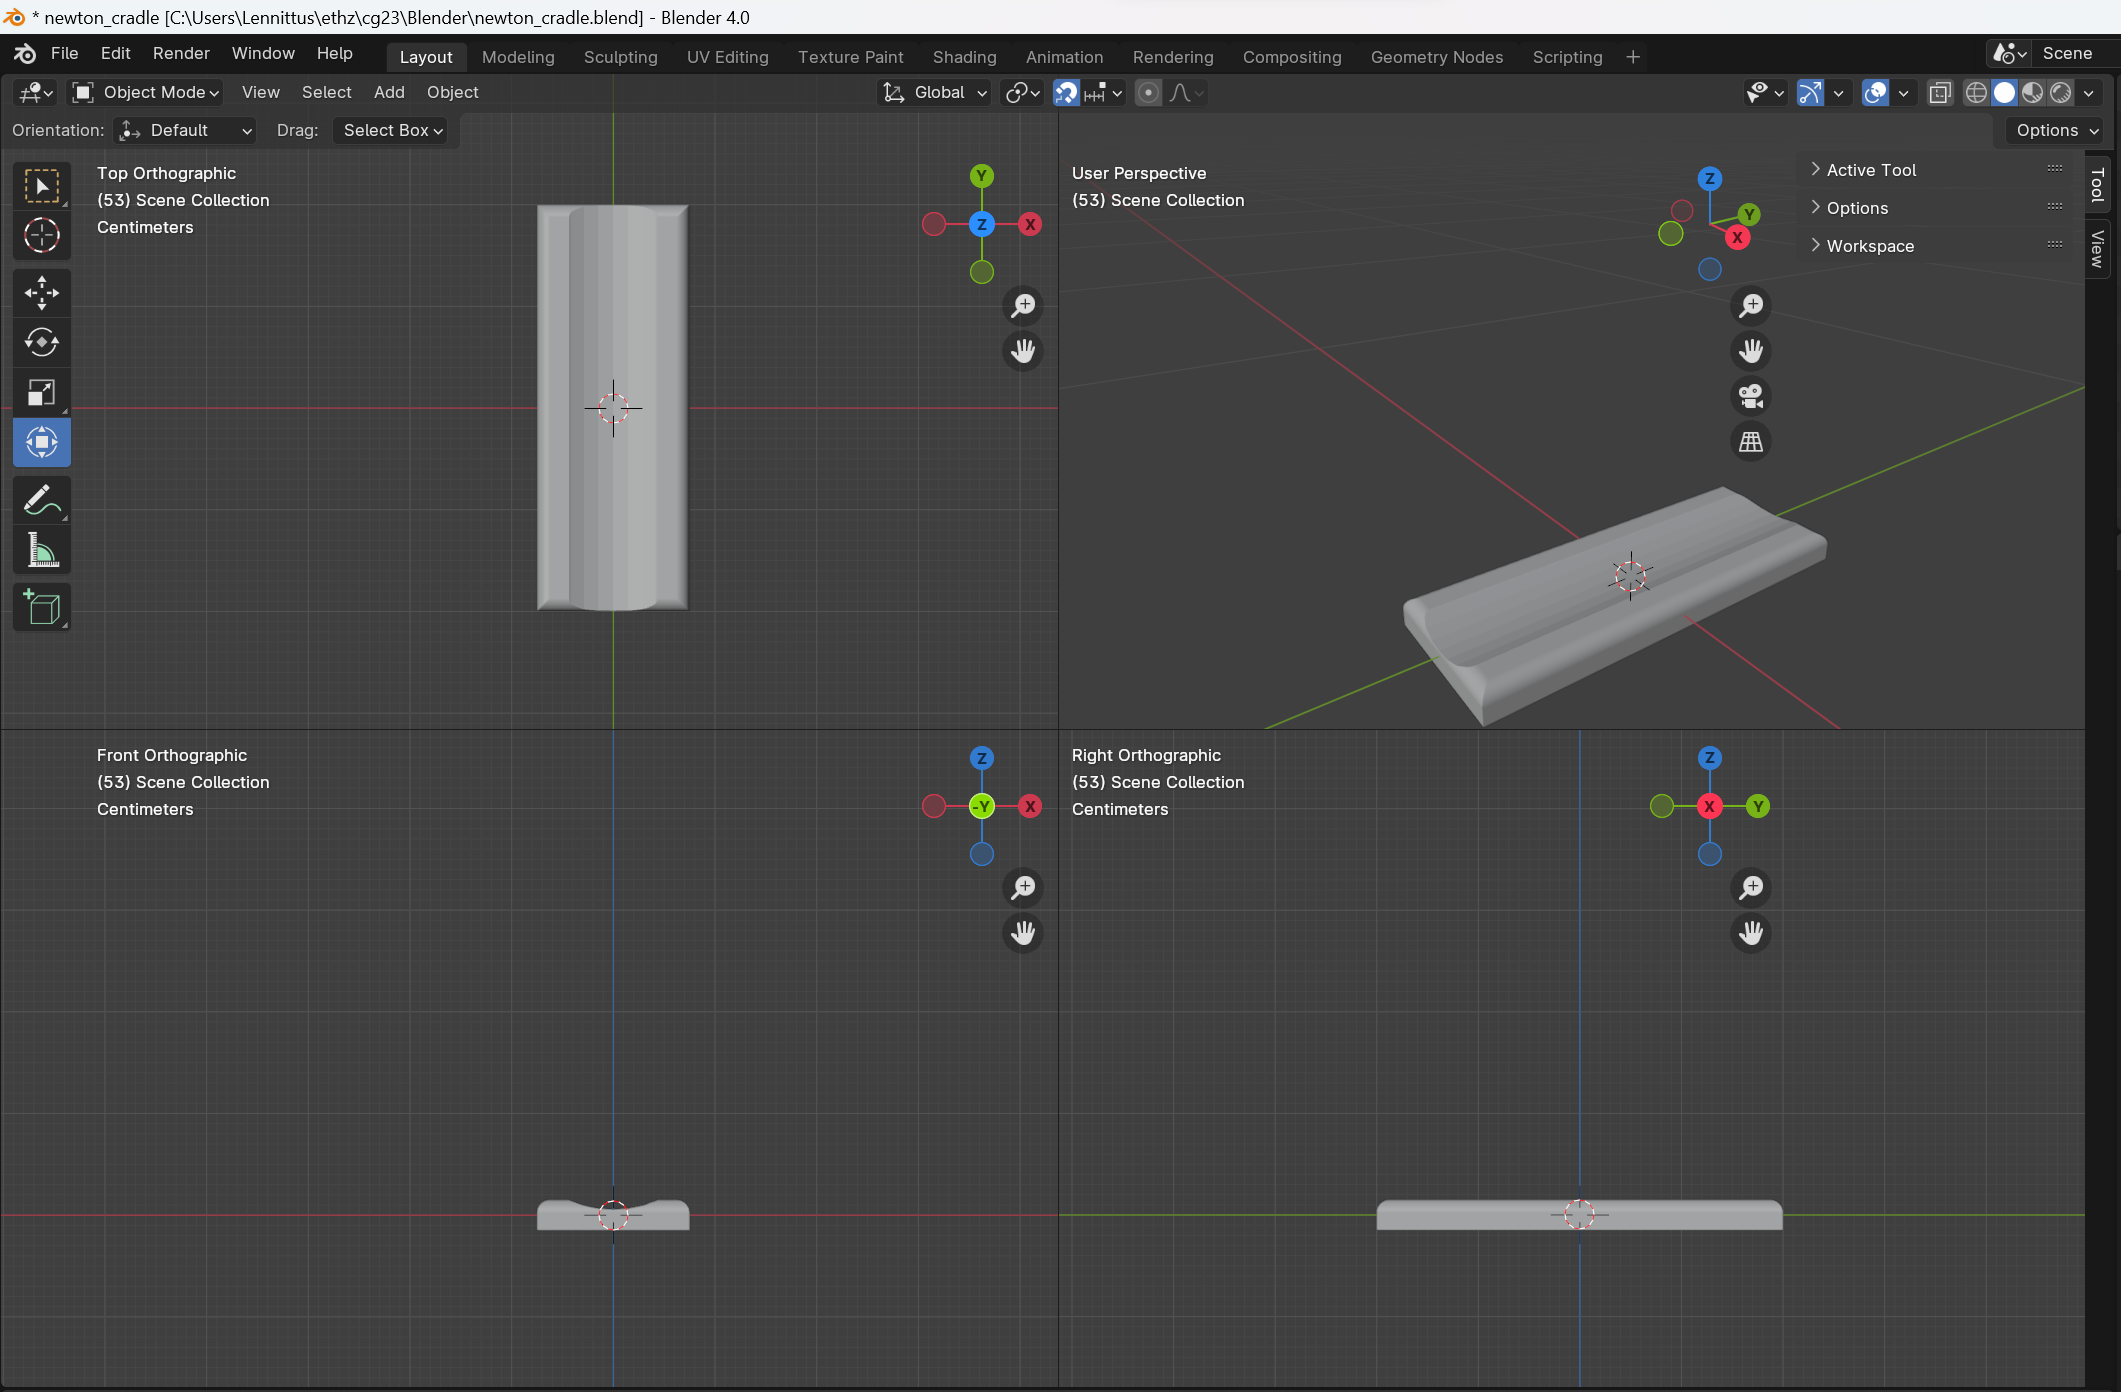 * newton_cradle [C:\Users\Lennittus\ethz\cg23\Blender\newton_cradle.blend] - Blender 4.0
File Edit Render Window Help Layout Modeling Sculpting UV Editing Texture Paint Shading Animation Rendering Compositing Geometry Nodes Scripting + Scene
Object Mode View Select Add Object Global
Orientation: Default Drag: Select Box Options
Top Orthographic
(53) Scene Collection
Centimeters
Y
Z
X
User Perspective
(53) Scene Collection
Z
Y
X
Active Tool
Options
Workspace
Tool
View
Front Orthographic
(53) Scene Collection
Centimeters
Z
-Y
X
Right Orthographic
(53) Scene Collection
Centimeters
Z
X
Y